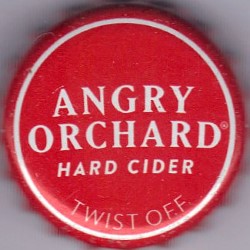 ANGRY
ORCHARD®
HARD CIDER
TWIST OFF